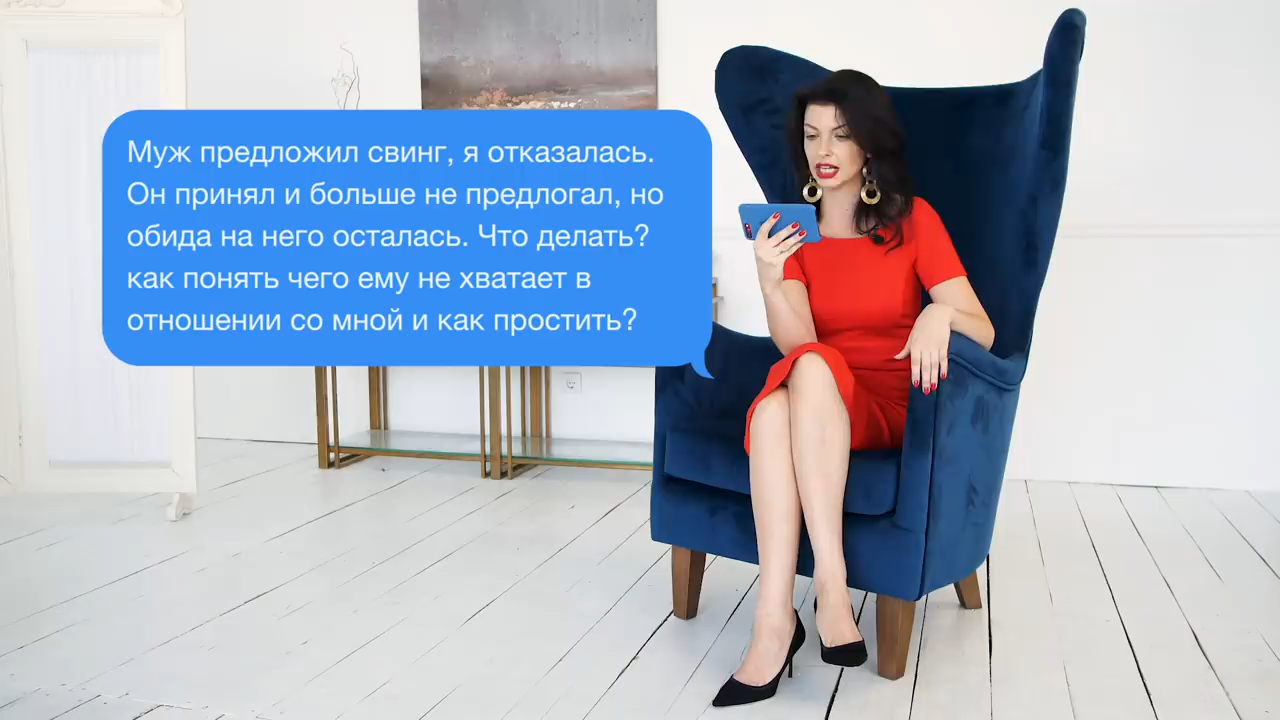 Муж предложил свинг, я отказалась.
Он принял и больше не предлогал, но
обида на него осталась. Что делать?
как понять чего ему не хватает в
отношении со мной и как простить?